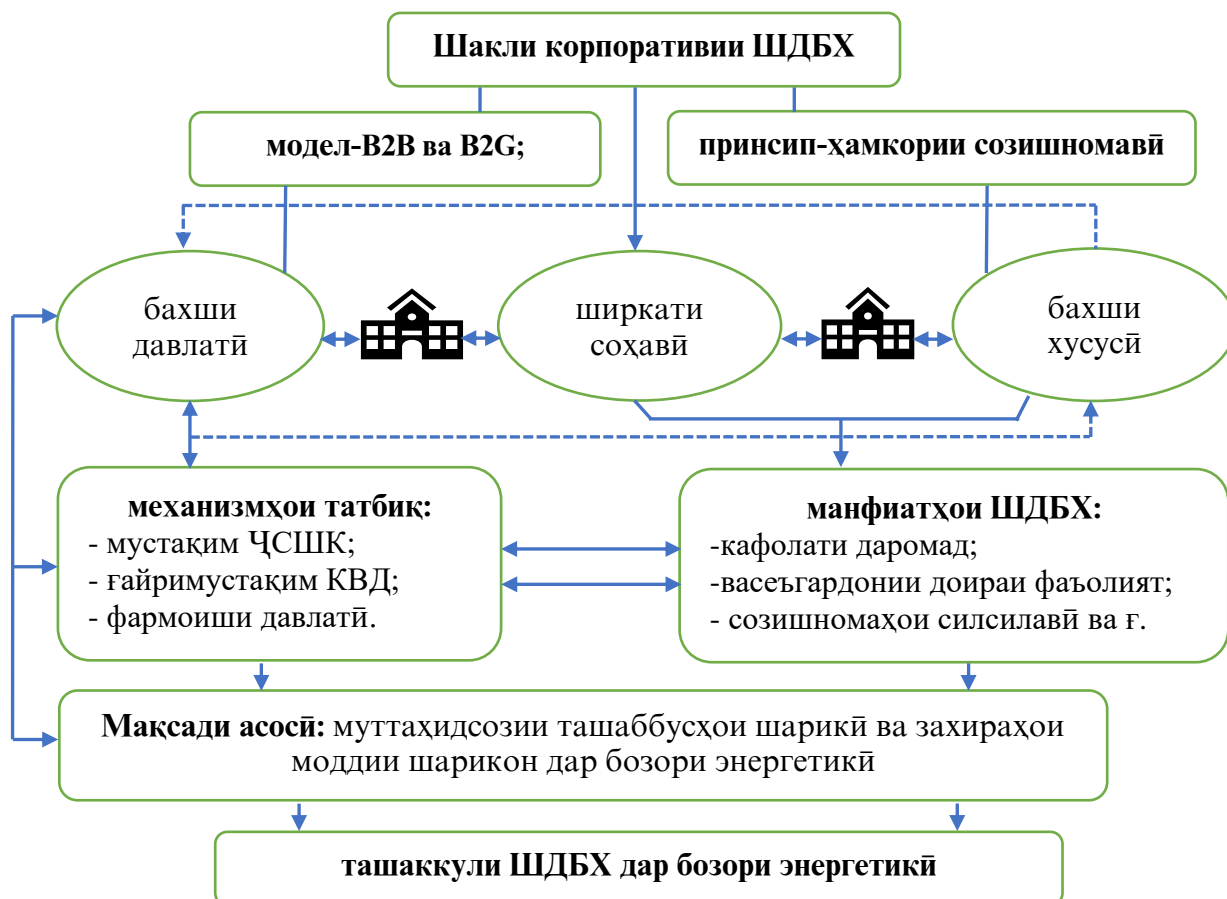 Шакли корпоративии ШДБХ
модел-B2B ва B2G;
принсип-ҳамкории созишномавӣ
бахши
давлатӣ
ширкати
соҳавӣ
бахши
хусусӣ
механизмҳои татбиқ:
- мустақим ҶСШК;
- ғайримустақим КВД;
- фармоиши давлатӣ.
манфиатҳои ШДБХ:
-кафолати даромад;
-васеъгардонии доираи фаъолият;
- созишномаҳои силсилавӣ ва ғ.
Мақсади асосӣ: муттаҳидсозии ташаббусҳои шарикӣ ва захираҳои
моддии шарикон дар бозори энергетикӣ
ташаккули ШДБХ дар бозори энергетикӣ